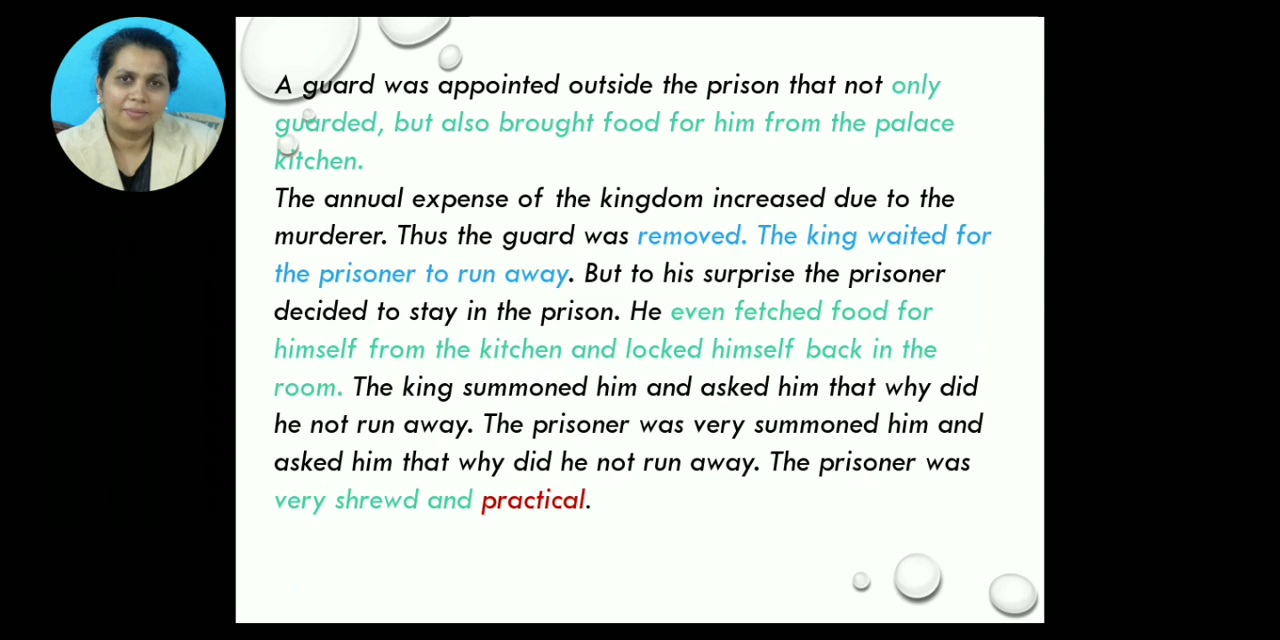 A guard was appointed outside the prison that not only
guarded, but also brought food for him from the palace
kitchen.
The annual expense of the kingdom increased due to the
murderer. Thus the guard was removed. The king waited for
the prisoner to run away. But to his surprise the prisoner
decided to stay in the prison. He even fetched food for
himself from the kitchen and locked himself back in the
room. The king summoned him and asked him that why did
he not run away. The prisoner was very summoned him and
asked him that why did he not run away. The prisoner was
very shrewd and practical.